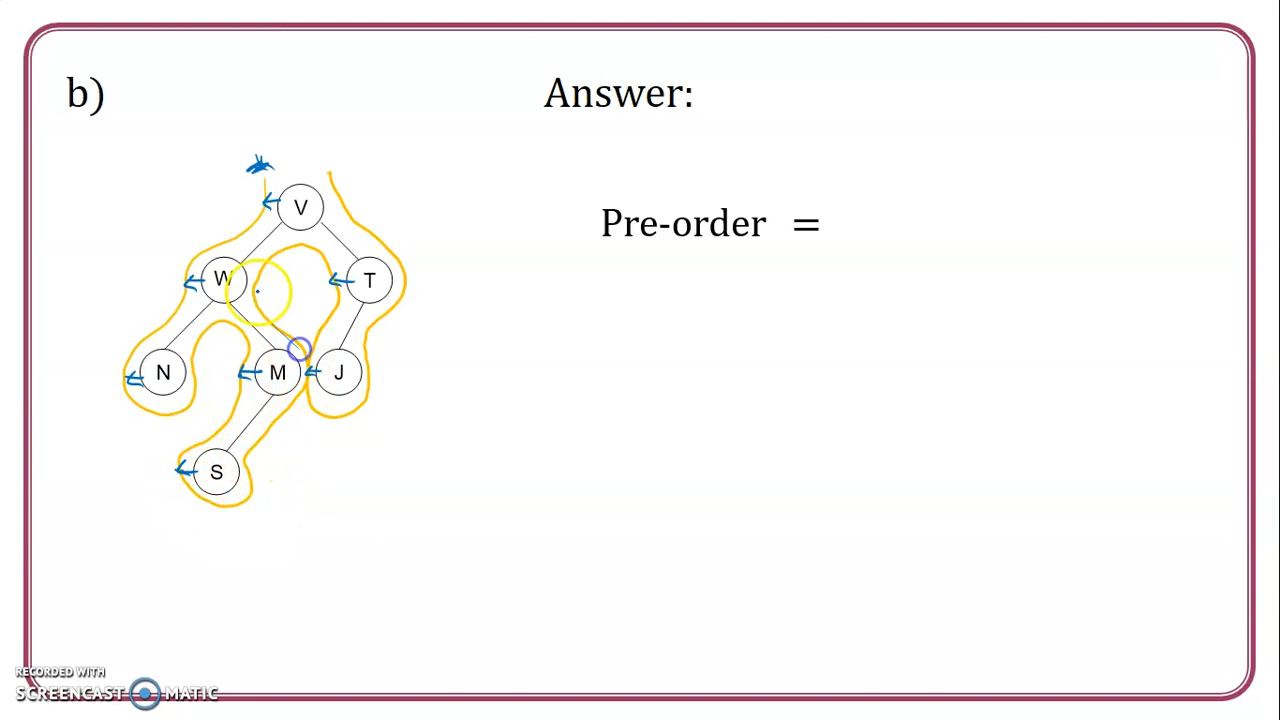 b)
Answer:
V
Pre-order =
W
T
N
M
J
S
RECORDED WITH
SCREENCAST MATIC